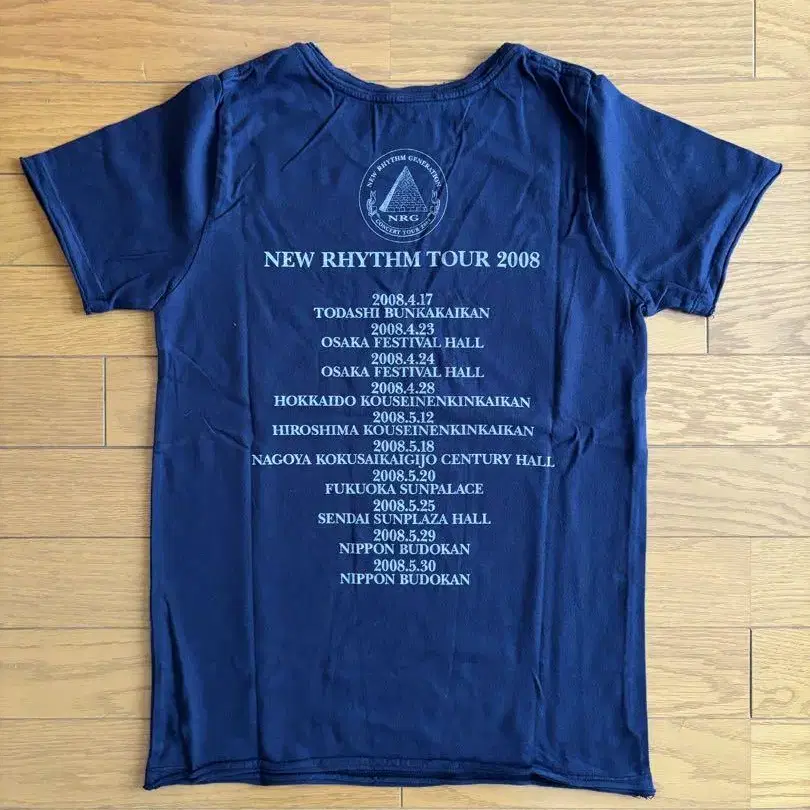 NEW RHYTHM GENERATION
NRG
CONCERT TOUR
NEW RHYTHM TOUR 2008
2008.4.17
TODASHI BUNKAKAIKAN
2008.4.23
OSAKA FESTIVAL HALL
2008.4.24
OSAKA FESTIVAL HALL
2008.4.28
HOKKAIDO KOUSEINENKINKAIKAN
2008.5.12
HIROSHIMA KOUSEINENKINKAIKAN
2008.5.18
NAGOYA KOKUSAIKAIGIJO CENTURY HALL
2008.5.20
FUKUOKA SUNPALACE
2008.5.25
SENDAI SUNPLAZA HALL
2008.5.29
NIPPON BUDOKAN
2008.5.30
NIPPON BUDOKAN